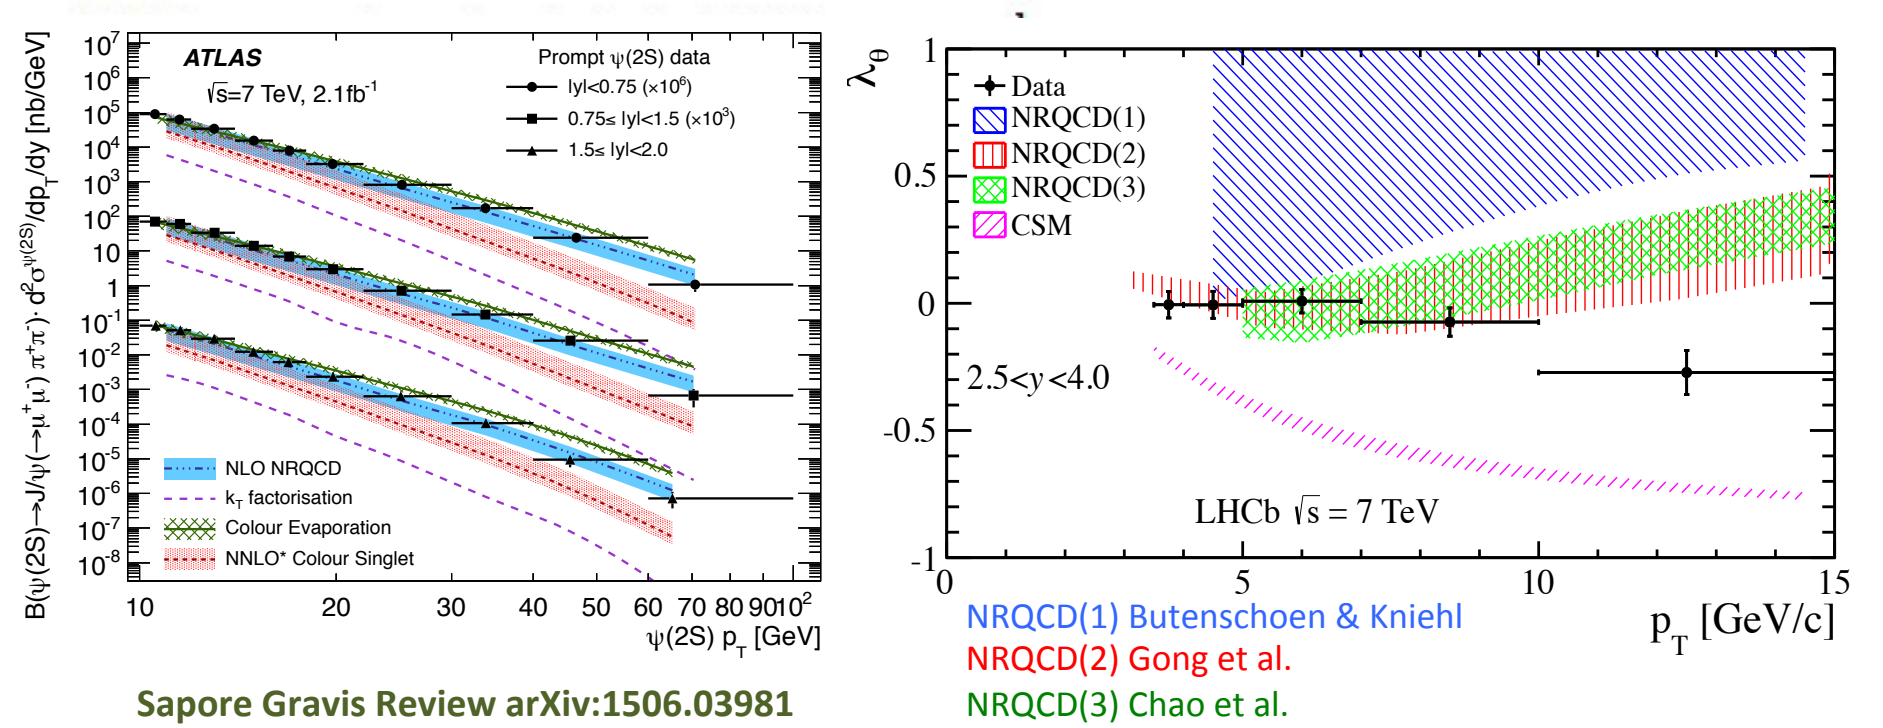 ATLAS
√s=7 TeV, 2.1fb⁻¹
Prompt ψ(2S) data
|y|<0.75 (×10⁶)
0.75≤ |y|<1.5 (×10³)
1.5≤ |y|<2.0
B(ψ(2S)→J/ψ(→μ⁺μ⁻) π⁺π⁻)· d²σ^ψ(2S)/dp_T/dy [nb/GeV]
10⁷
10⁶
10⁵
10⁴
10³
10²
10
1
10⁻¹
10⁻²
10⁻³
10⁻⁴
10⁻⁵
10⁻⁶
10⁻⁷
10⁻⁸
NLO NRQCD
k_T factorisation
Colour Evaporation
NNLO* Colour Singlet
10 20 30 40 50 60 70 80 90 10²
ψ(2S) p_T [GeV]
Sapore Gravis Review arXiv:1506.03981
λ_θ
1
0.5
0
-0.5
-1
Data
NRQCD(1)
NRQCD(2)
NRQCD(3)
CSM
2.5<y<4.0
LHCb √s = 7 TeV
0 5 10 15
p_T [GeV/c]
NRQCD(1) Butenschoen & Kniehl
NRQCD(2) Gong et al.
NRQCD(3) Chao et al.